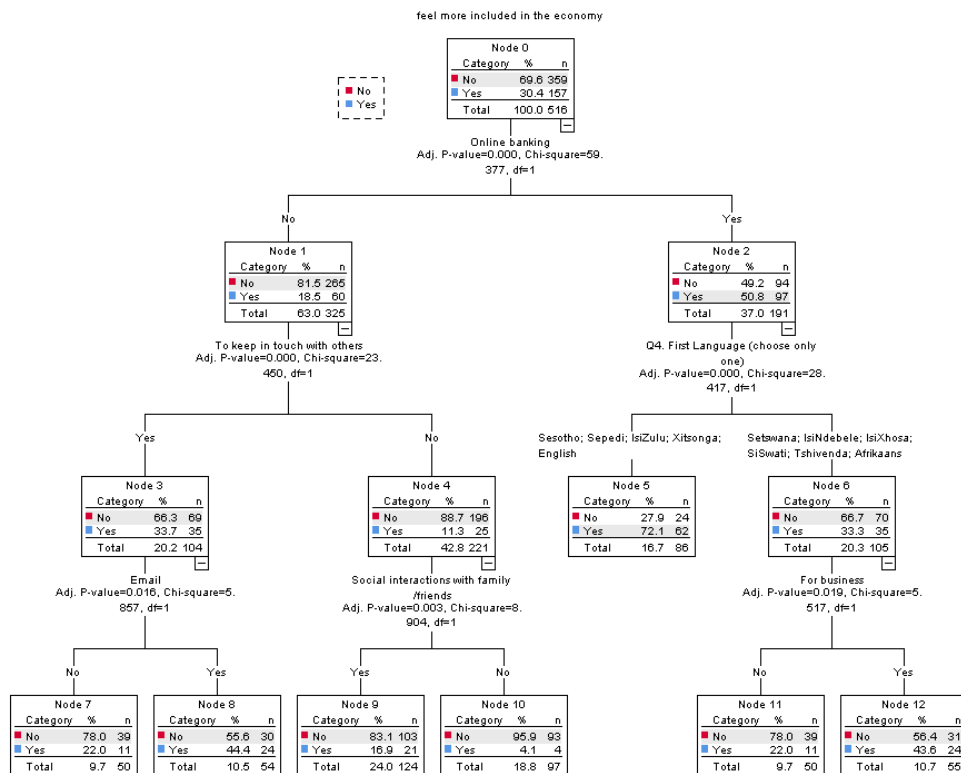 feel more included in the economy
Node 0
Category % n
No 69.6 359
Yes 30.4 157
Total 100.0 516
No
Yes
Online banking
Adj. P-value=0.000, Chi-square=59.
377, df=1
No
Yes
Node 1
Category % n
No 81.5 265
Yes 18.5 60
Total 63.0 325
Node 2
Category % n
No 49.2 94
Yes 50.8 97
Total 37.0 191
To keep in touch with others
Adj. P-value=0.000, Chi-square=23.
450, df=1
Q4. First Language (choose only
one)
Adj. P-value=0.000, Chi-square=28.
417, df=1
Yes
No
Sesotho; Sepedi; IsiZulu; Xitsonga;
English
Setswana; IsiNdebele; IsiXhosa;
SiSwati; Tshivenda; Afrikaans
Node 3
Category % n
No 66.3 69
Yes 33.7 35
Total 20.2 104
Node 4
Category % n
No 88.7 196
Yes 11.3 25
Total 42.8 221
Node 5
Category % n
No 27.9 24
Yes 72.1 62
Total 16.7 86
Node 6
Category % n
No 66.7 70
Yes 33.3 35
Total 20.3 105
Email
Adj. P-value=0.016, Chi-square=5.
857, df=1
Social interactions with family
/friends
Adj. P-value=0.003, Chi-square=8.
904, df=1
For business
Adj. P-value=0.019, Chi-square=5.
517, df=1
No
Yes
Yes
No
No
Yes
Node 7
Category % n
No 78.0 39
Yes 22.0 11
Total 9.7 50
Node 8
Category % n
No 55.6 30
Yes 44.4 24
Total 10.5 54
Node 9
Category % n
No 83.1 103
Yes 16.9 21
Total 24.0 124
Node 10
Category % n
No 95.9 93
Yes 4.1 4
Total 18.8 97
Node 11
Category % n
No 78.0 39
Yes 22.0 11
Total 9.7 50
Node 12
Category % n
No 56.4 31
Yes 43.6 24
Total 10.7 55